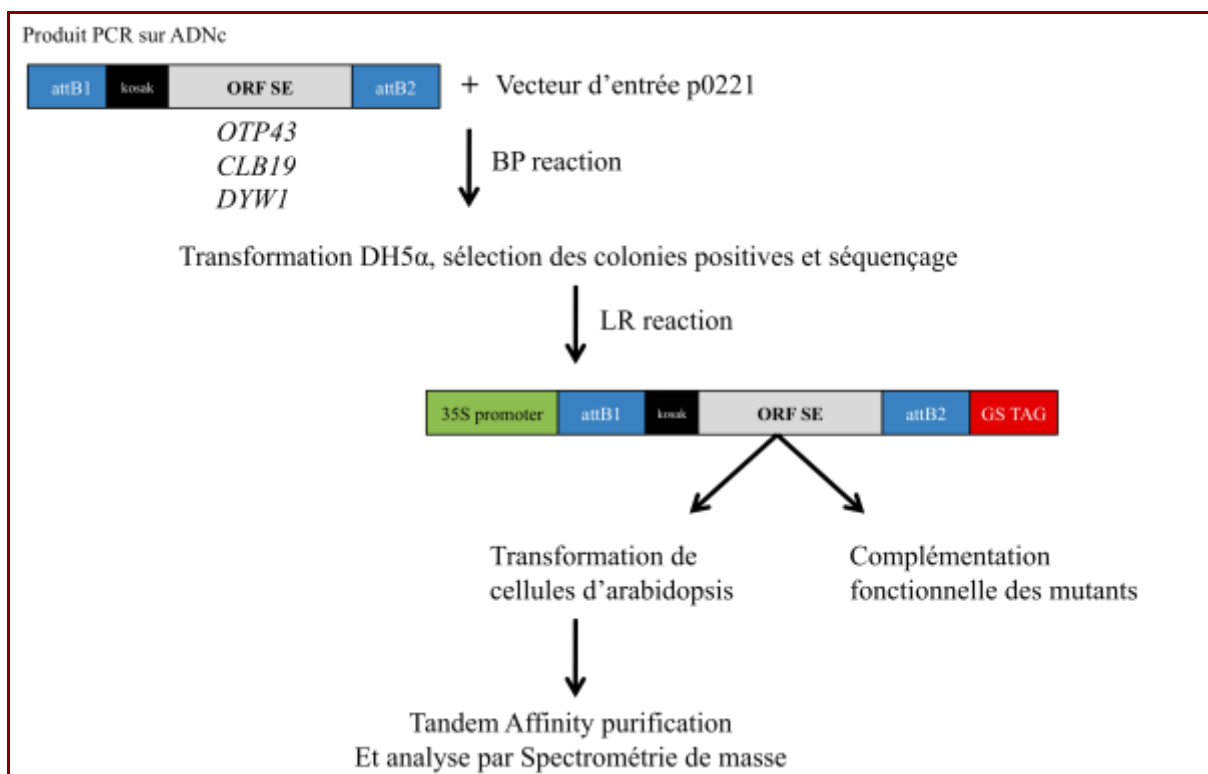 Produit PCR sur ADNc
attB1 kosak ORF SE attB2 + Vecteur d'entrée p0221
OTP43
CLB19
DYW1
BP reaction
Transformation DH5α, sélection des colonies positives et séquençage
LR reaction
35S promoter attB1 kosak ORF SE attB2 GS TAG
Transformation de
cellules d'arabidopsis
Complémentation
fonctionnelle des mutants
Tandem Affinity purification
Et analyse par Spectrométrie de masse